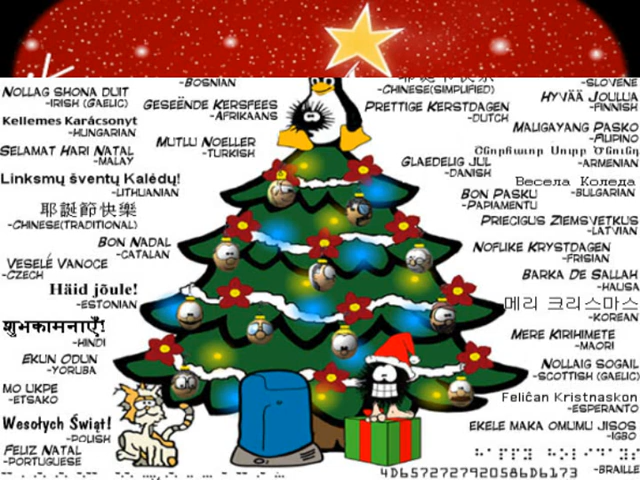 -BOSNIAN
NOLLAG SHONA DUIT
-IRISH (GAELIC)
Kellemes Karácsonyt
-HUNGARIAN
SELAMAT HARI NATAL
-MALAY
Linksmų šventų Kalėdų!
-LITHUANIAN
耶誕節快樂
-CHINESE(TRADITIONAL)
BON NADAL
-CATALAN
VESELÉ VANOCE
-CZECH
Häid jõule!
-ESTONIAN
शुभकामनाएँ!
-HINDI
EKUN ODUN
-YORUBA
MO UKPE
-ETSAKO
Wesołych Świąt!
-POLISH
FELIZ NATAL
-PORTUGUESE
GESEËNDE KERSFEES
-AFRIKAANS
MUTLU NOELLER
-TURKISH
-CHINESE(SIMPLIFIED)
PRETTIGE KERSTDAGEN
-DUTCH
GLAEDELIG JUL
-DANISH
-SLOVENE
HYVÄÄ JOULUA
-FINNISH
MALIGAYANG PASKO
-FILIPINO
Շնորհաւոր Սուրբ Ծնունդ
-ARMENIAN
Весела Коледа
-BULGARIAN
BON PASKU
-PAPIAMENTU
PRIECIGUS ZIEMSVETKUS
-LATVIAN
NOFLIKE KRYSTDAGEN
-FRISIAN
BARKA DE SALLAH
-HAUSA
메리 크리스마스
-KOREAN
MERE KIRIHIMETE
-MAORI
NOLLAIG SOGAIL
-SCOTTISH (GAELIC)
Feliĉan Kristnaskon
-ESPERANTO
EKELE MAKA OMUMU JISOS
-IGBO
-BRAILLE
4D6572727920586D6173